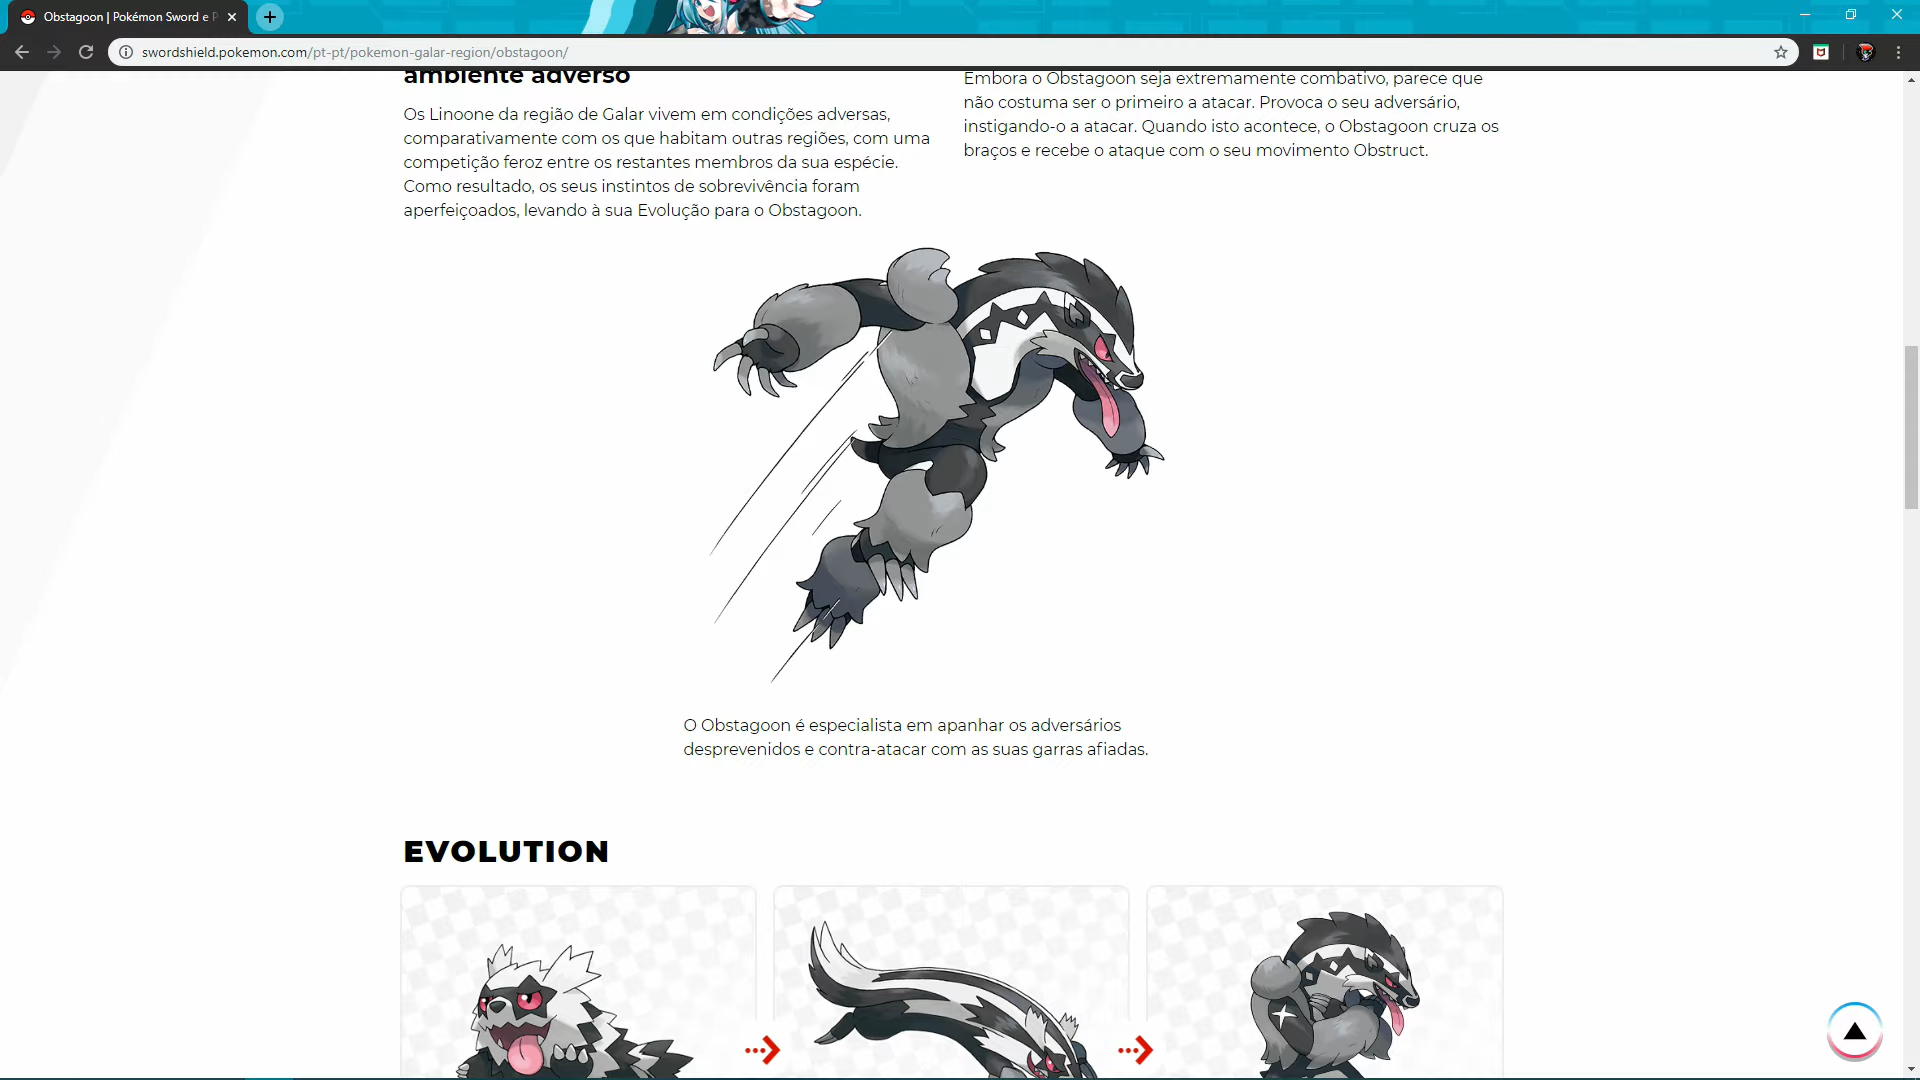 Obstagoon | Pokémon Sword e P
swordshield.pokemon.com/pt-pt/pokemon-galar-region/obstagoon/
ambiente adverso
Os Linoone da região de Galar vivem em condições adversas,
comparativamente com os que habitam outras regiões, com uma
competição feroz entre os restantes membros da sua espécie.
Como resultado, os seus instintos de sobrevivência foram
aperfeiçoados, levando à sua Evolução para o Obstagoon.
Embora o Obstagoon seja extremamente combativo, parece que
não costuma ser o primeiro a atacar. Provoca o seu adversário,
instigando-o a atacar. Quando isto acontece, o Obstagoon cruza os
braços e recebe o ataque com o seu movimento Obstruct.
O Obstagoon é especialista em apanhar os adversários
desprevenidos e contra-atacar com as suas garras afiadas.
EVOLUTION